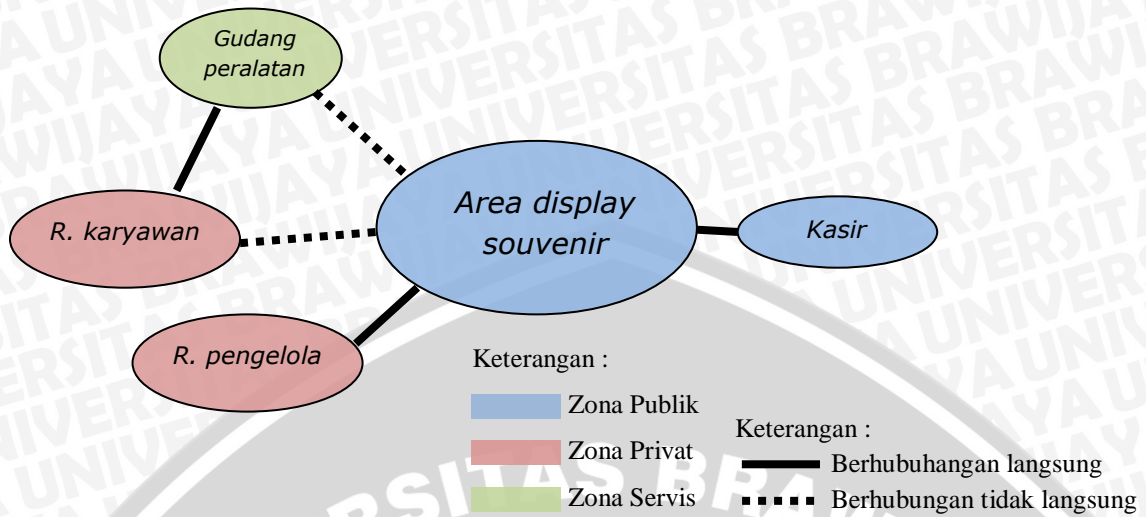 Gudang
peralatan
Area display
souvenir
Kasir
R. karyawan
R. pengelola
Keterangan :
Zona Publik
Zona Privat
Zona Servis
Keterangan :
Berhubuhangan langsung
Berhubungan tidak langsung